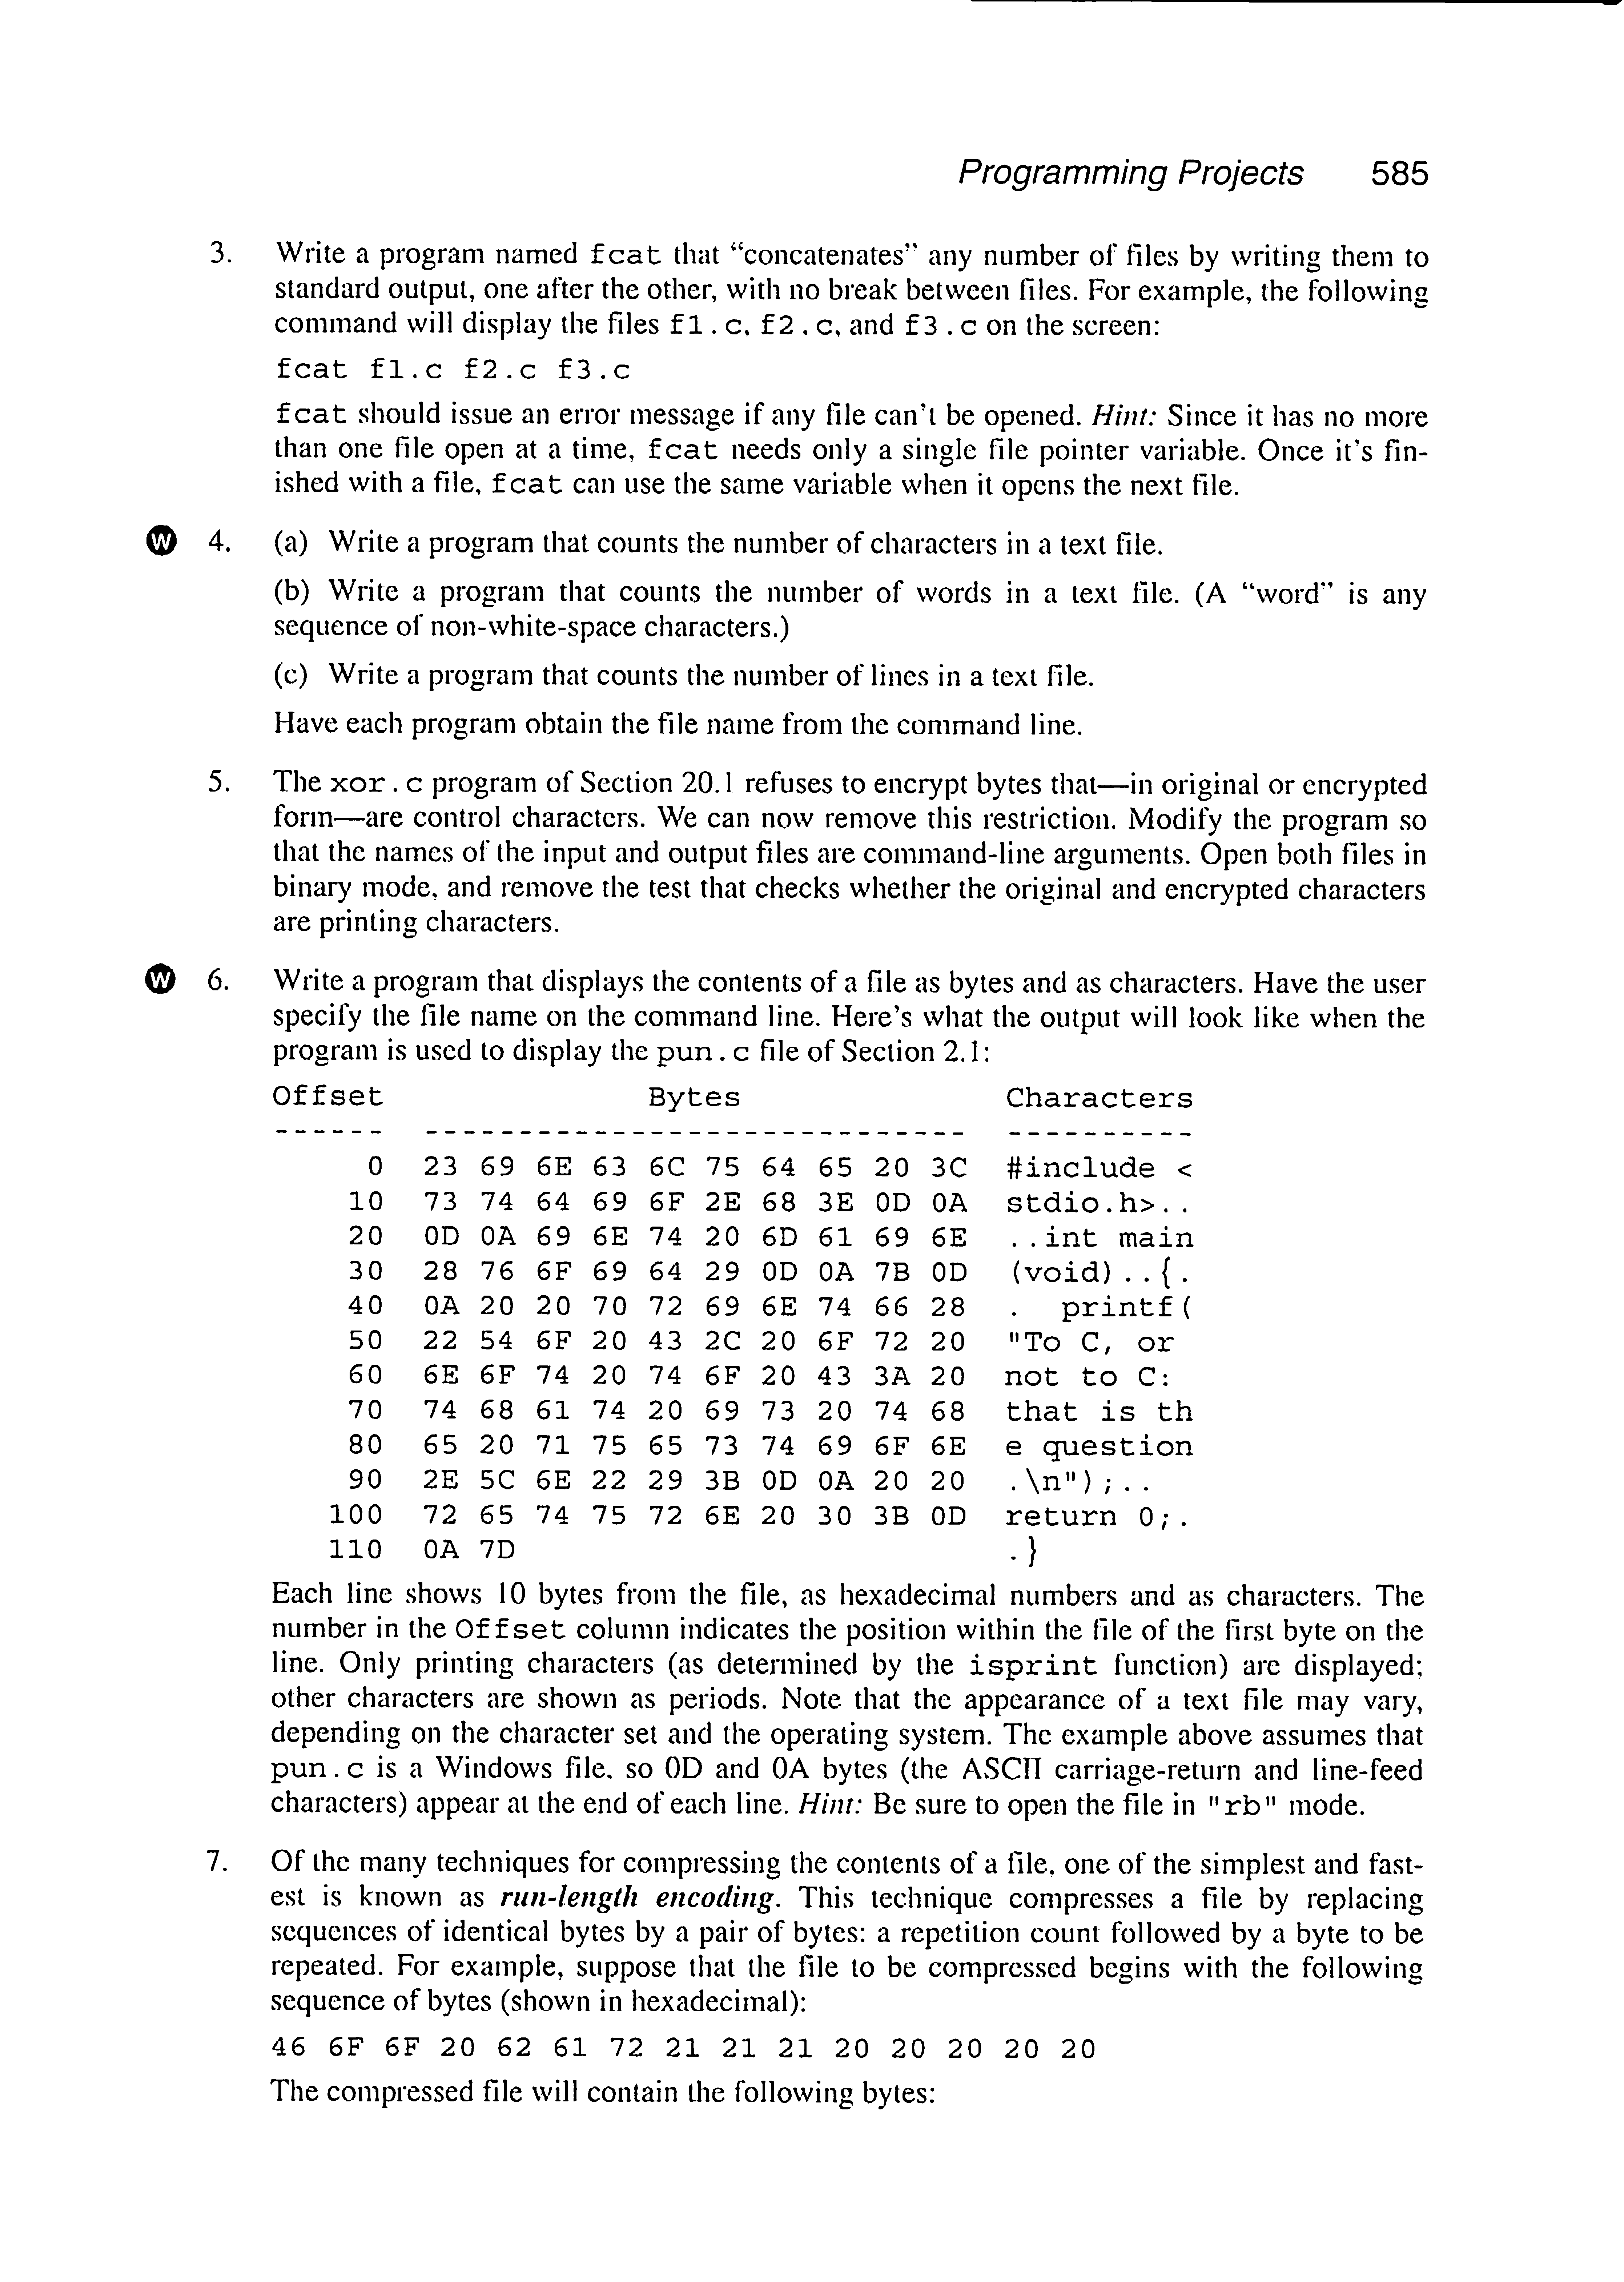 Programming Projects 585
3. Write a program named fcat that “concatenates” any number of files by writing them to
standard output, one after the other, with no break between files. For example, the following
command will display the files f1.c, f2.c, and f3.c on the screen:
fcat f1.c f2.c f3.c
fcat should issue an error message if any file can't be opened. Hint: Since it has no more
than one file open at a time, fcat needs only a single file pointer variable. Once it's fin-
ished with a file, fcat can use the same variable when it opens the next file.
W 4. (a) Write a program that counts the number of characters in a text file.
(b) Write a program that counts the number of words in a text file. (A “word” is any
sequence of non-white-space characters.)
(c) Write a program that counts the number of lines in a text file.
Have each program obtain the file name from the command line.
5. The xor.c program of Section 20.1 refuses to encrypt bytes that—in original or encrypted
form—are control characters. We can now remove this restriction. Modify the program so
that the names of the input and output files are command-line arguments. Open both files in
binary mode, and remove the test that checks whether the original and encrypted characters
are printing characters.
W 6. Write a program that displays the contents of a file as bytes and as characters. Have the user
specify the file name on the command line. Here's what the output will look like when the
program is used to display the pun.c file of Section 2.1:
Offset Bytes Characters
------ ----------------------------- ----------
0 23 69 6E 63 6C 75 64 65 20 3C #include <
10 73 74 64 69 6F 2E 68 3E 0D 0A stdio.h>..
20 0D 0A 69 6E 74 20 6D 61 69 6E ..int main
30 28 76 6F 69 64 29 0D 0A 7B 0D (void)..{.
40 0A 20 20 70 72 69 6E 74 66 28 .  printf(
50 22 54 6F 20 43 2C 20 6F 72 20 "To C, or
60 6E 6F 74 20 74 6F 20 43 3A 20 not to C:
70 74 68 61 74 20 69 73 20 74 68 that is th
80 65 20 71 75 65 73 74 69 6F 6E e question
90 2E 5C 6E 22 29 3B 0D 0A 20 20 .\n");..
100 72 65 74 75 72 6E 20 30 3B 0D return 0;.
110 0A 7D .}
Each line shows 10 bytes from the file, as hexadecimal numbers and as characters. The
number in the Offset column indicates the position within the file of the first byte on the
line. Only printing characters (as determined by the isprint function) are displayed;
other characters are shown as periods. Note that the appearance of a text file may vary,
depending on the character set and the operating system. The example above assumes that
pun.c is a Windows file, so 0D and 0A bytes (the ASCII carriage-return and line-feed
characters) appear at the end of each line. Hint: Be sure to open the file in "rb" mode.
7. Of the many techniques for compressing the contents of a file, one of the simplest and fast-
est is known as run-length encoding. This technique compresses a file by replacing
sequences of identical bytes by a pair of bytes: a repetition count followed by a byte to be
repeated. For example, suppose that the file to be compressed begins with the following
sequence of bytes (shown in hexadecimal):
46 6F 6F 20 62 61 72 21 21 21 20 20 20 20 20
The compressed file will contain the following bytes: